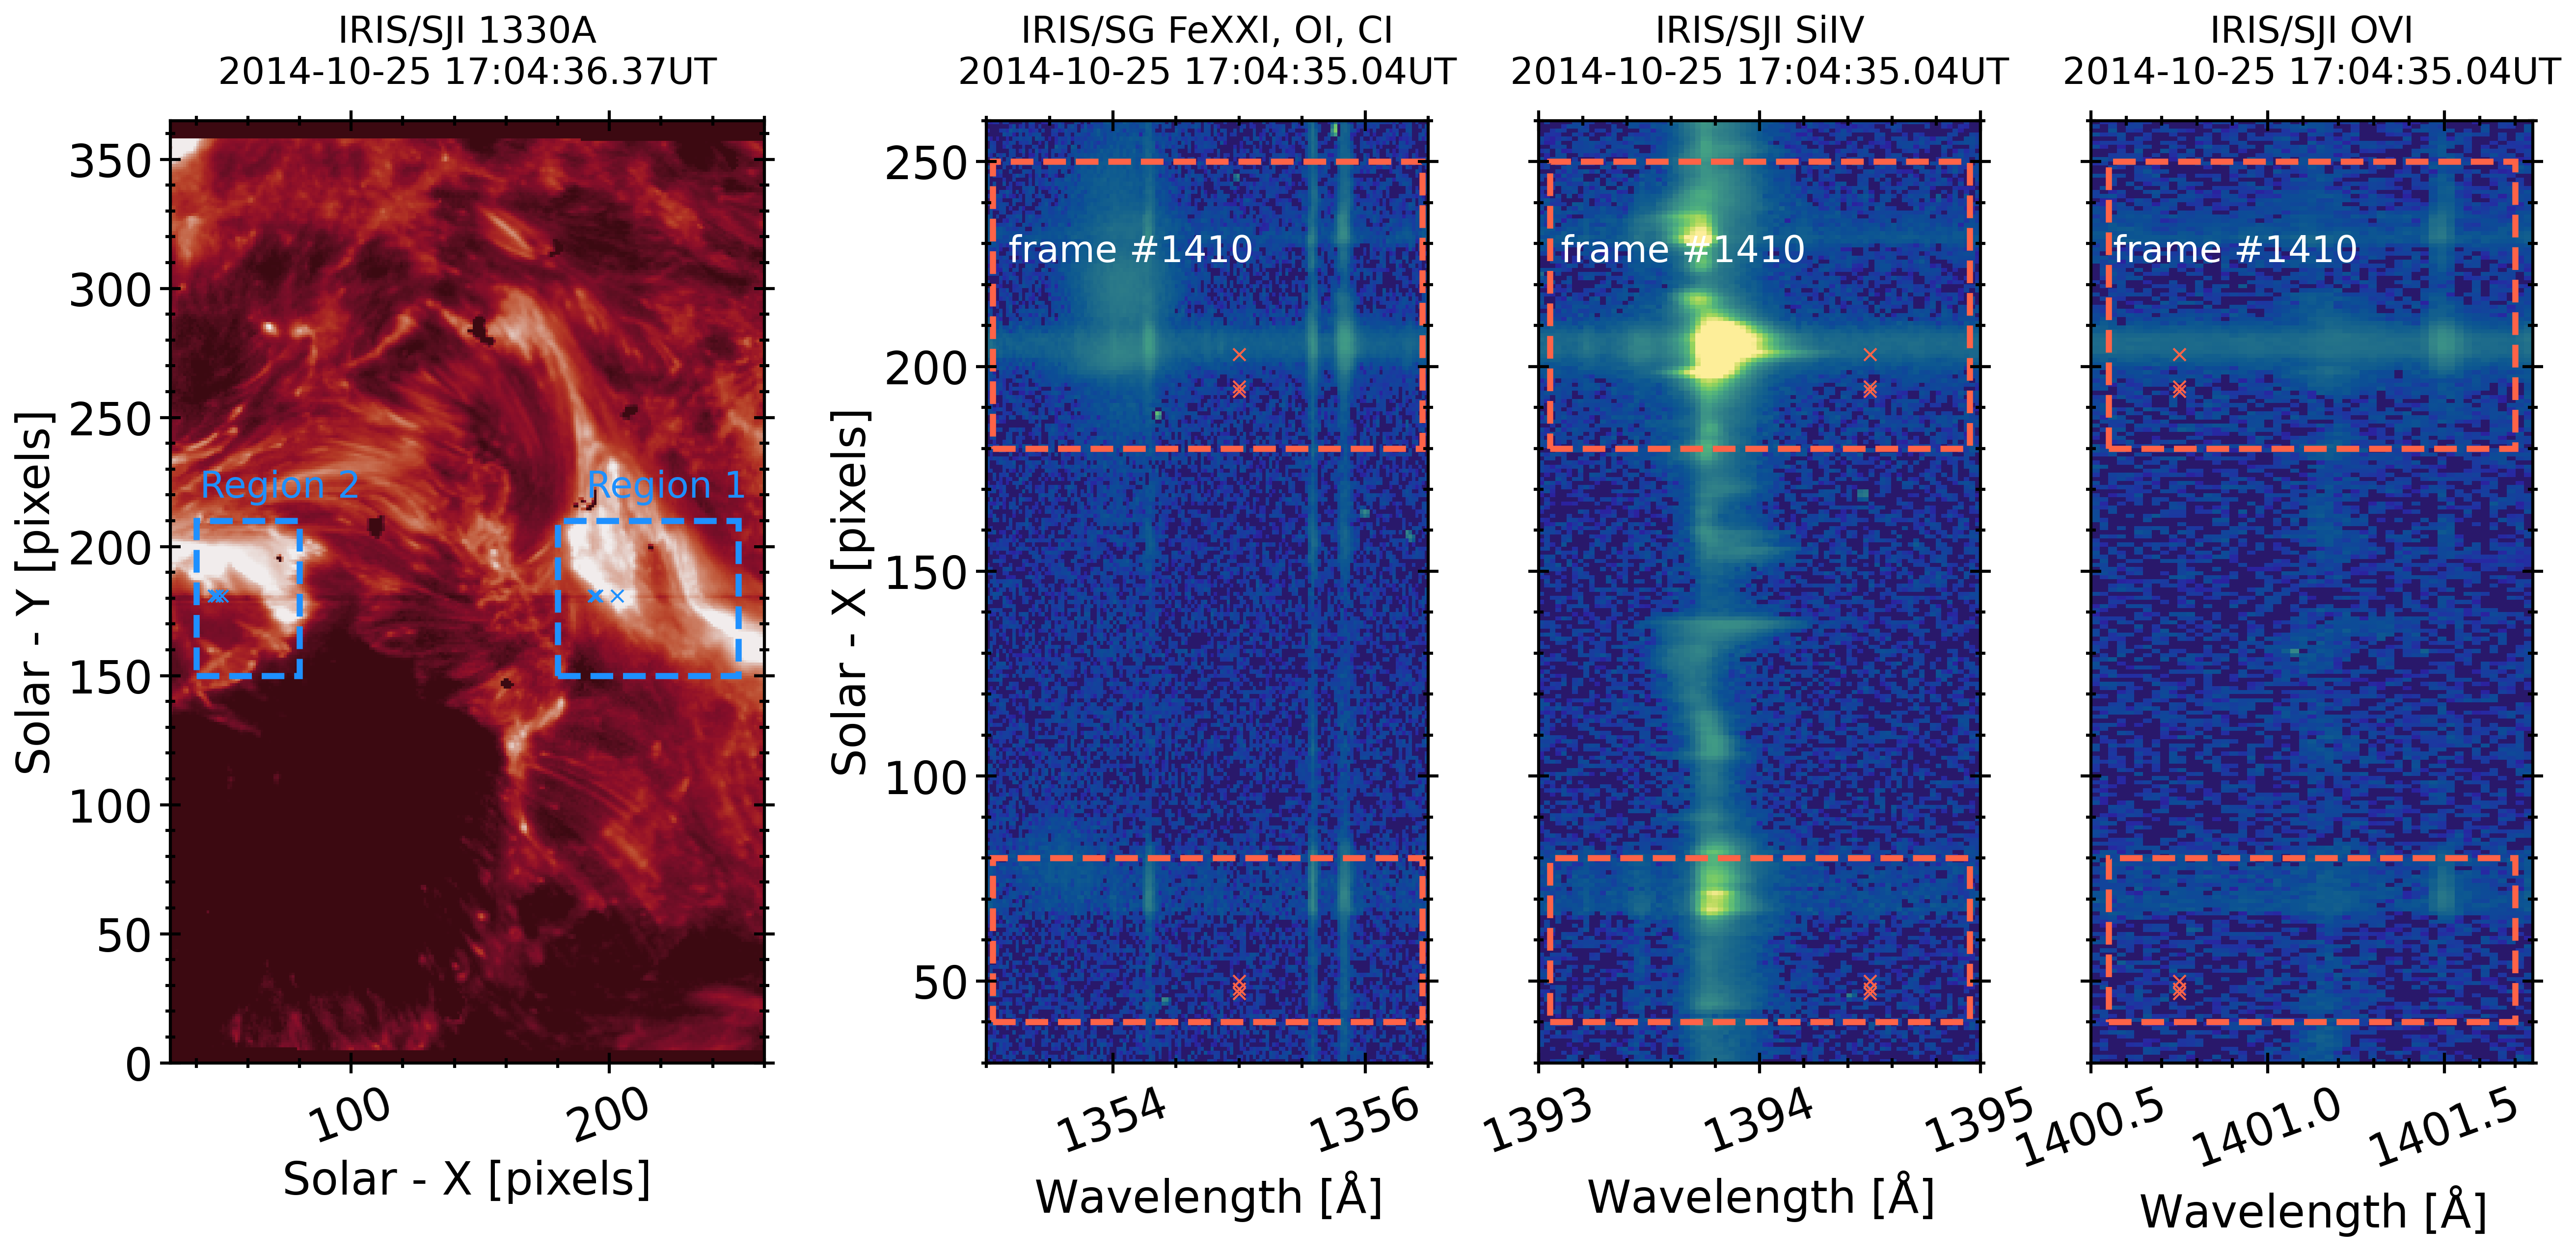 IRIS/SJI 1330A
2014-10-25 17:04:36.37UT
350
300
250
200
150
100
50
0
Solar - Y [pixels]
Region 2
Region 1
100
200
Solar - X [pixels]
IRIS/SG FeXXI, OI, CI
2014-10-25 17:04:35.04UT
250
200
150
100
50
Solar - X [pixels]
frame #1410
1354
1356
Wavelength [Å]
IRIS/SJI SiIV
2014-10-25 17:04:35.04UT
frame #1410
1393
1394
1395
Wavelength [Å]
IRIS/SJI OVI
2014-10-25 17:04:35.04UT
frame #1410
1400.5
1401.0
1401.5
Wavelength [Å]